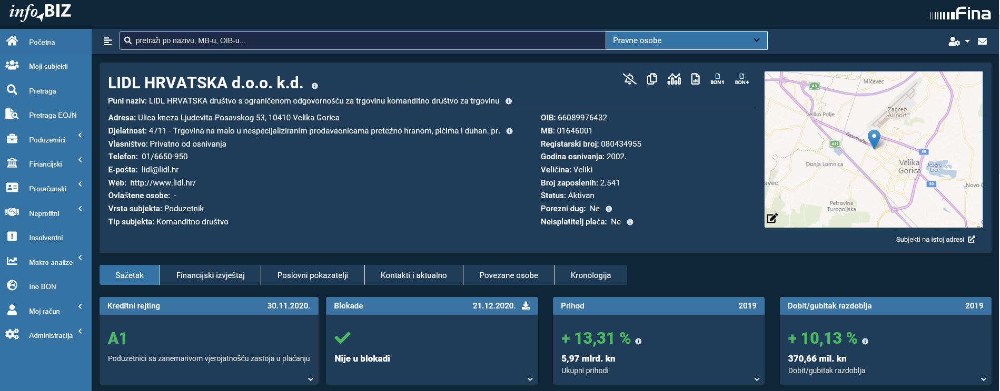 info BIZ
Fina
Početna
Moji subjekti
Pretraga
Pretraga EOJN
Poduzetnici
Financijski
Proračunski
Neprofitni
Insolventni
Makro analize
Ino BON
Moj račun
Administracija
pretraži po nazivu, MB-u, OIB-u...
Pravne osobe
LIDL HRVATSKA d.o.o. k.d.
BON1
BON+
Puni naziv: LIDL HRVATSKA društvo s ograničenom odgovornošću za trgovinu komanditno društvo za trgovinu
Adresa: Ulica kneza Ljudevita Posavskog 53, 10410 Velika Gorica
Djelatnost: 4711 - Trgovina na malo u nespecijaliziranim prodavaonicama pretežno hranom, pićima i duhan. pr.
Vlasništvo: Privatno od osnivanja
Telefon: 01/6650-950
E-pošta: lidl@lidl.hr
Web: http://www.lidl.hr/
Ovlaštene osobe: -
Vrsta subjekta: Poduzetnik
Tip subjekta: Komanditno društvo
OIB: 66089976432
MB: 01646001
Registarski broj: 080434955
Godina osnivanja: 2002.
Veličina: Veliki
Broj zaposlenih: 2.541
Status: Aktivan
Porezni dug: Ne
Neisplatitelj plaća: Ne
A3
Mičevec
Veliko Polje
Zagreb
Airport
Zagrebačka
A11
30
Donja Lomnica
Velika
Gorica
Jezero
Čiče
30
avec
Novo
Petrovina
Turopoljska
Subjekti na istoj adresi
Sažetak
Financijski izvještaj
Poslovni pokazatelji
Kontakti i aktualno
Povezane osobe
Kronologija
Kreditni rejting 30.11.2020.
A1
Poduzetnici sa zanemarivom vjerojatnošću zastoja u plaćanju
Blokade 21.12.2020.
Nije u blokadi
Prihod 2019
+ 13,31 %
5,97 mlrd. kn
Ukupni prihodi
Dobit/gubitak razdoblja 2019
+ 10,13 %
370,66 mil. kn
Dobit/gubitak razdoblja